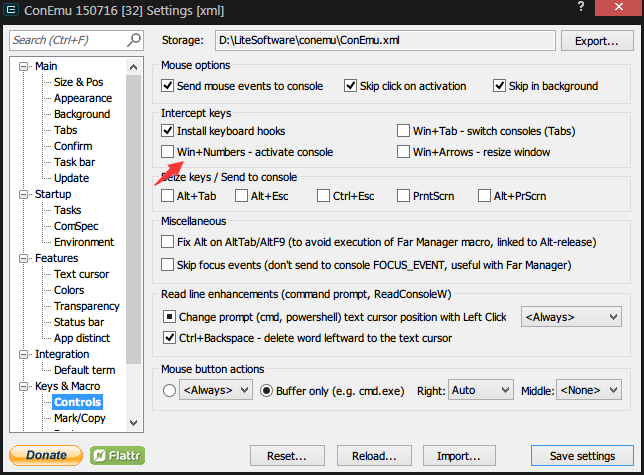 ConEmu 150716 [32] Settings [xml]
Search (Ctrl+F)
Storage: D:\LiteSoftware\conemu\ConEmu.xml Export...
Main
Size & Pos
Appearance
Background
Tabs
Confirm
Task bar
Update
Startup
Tasks
ComSpec
Environment
Features
Text cursor
Colors
Transparency
Status bar
App distinct
Integration
Default term
Keys & Macro
Controls
Mark/Copy
Mouse options
Send mouse events to console Skip click on activation Skip in background
Intercept keys
Install keyboard hooks Win+Tab - switch consoles (Tabs)
Win+Numbers - activate console Win+Arrows - resize window
Seize keys / Send to console
Alt+Tab Alt+Esc Ctrl+Esc PrntScrn Alt+PrScrn
Miscellaneous
Fix Alt on AltTab/AltF9 (to avoid execution of Far Manager macro, linked to Alt-release)
Skip focus events (don't send to console FOCUS_EVENT, useful with Far Manager)
Read line enhancements (command prompt, ReadConsoleW)
Change prompt (cmd, powershell) text cursor position with Left Click <Always>
Ctrl+Backspace - delete word leftward to the text cursor
Mouse button actions
<Always> Buffer only (e.g. cmd.exe) Right: Auto Middle: <None>
Donate Flattr Reset... Reload... Import... Save settings